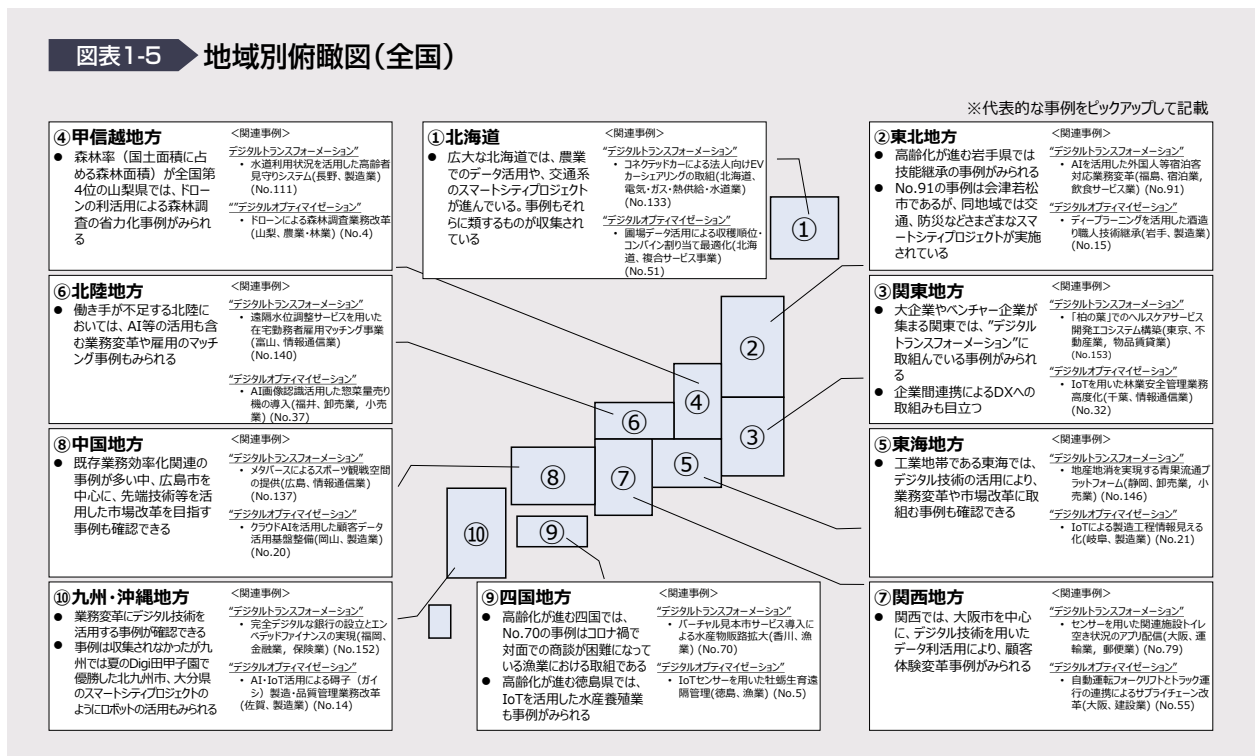 図表1-5 地域別俯瞰図（全国）
※代表的な事例をピックアップして記載
④甲信越地方
● 森林率（国土面積に占
める森林面積）が全国第
4位の山梨県では、ドロー
ンの利活用による森林調
査の省力化事例がみられ
る
＜関連事例＞
デジタルトランスフォーメーション”
・ 水道利用状況を活用した高齢者
見守りシステム(長野、製造業)
(No.111)
“”デジタルオプティマイゼーション”
・ ドローンによる森林調査業務改革
(山梨、農業・林業) (No.4)
①北海道
● 広大な北海道では、農業
でのデータ活用や、交通系
のスマートシティプロジェクト
が進んでいる。事例もそれ
らに類するものが収集され
ている
＜関連事例＞
“デジタルトランスフォーメーション”
・ コネクテッドカーによる法人向けEV
カーシェアリングの取組(北海道、
電気・ガス・熱供給・水道業)
(No.133)
“デジタルオプティマイゼーション”
・ 圃場データ活用による収穫順位・
コンバイン割り当て最適化(北海
道、複合サービス事業)
(No.51)
②東北地方
● 高齢化が進む岩手県では
技能継承の事例がみられる
● No.91の事例は会津若松
市であるが、同地域では交
通、防災などさまざまなスマ
ートシティプロジェクトが実施
されている
＜関連事例＞
“デジタルトランスフォーメーション”
・ AIを活用した外国人等宿泊客
対応業務変革(福島、宿泊業,
飲食サービス業) (No.91)
“デジタルオプティマイゼーション”
・ ディープラーニングを活用した酒造
り職人技術継承(岩手、製造業)
(No.15)
⑥北陸地方
● 働き手が不足する北陸に
おいては、AI等の活用も含
む業務変革や雇用のマッチ
ング事例もみられる
＜関連事例＞
“デジタルトランスフォーメーション”
・ 遠隔水位調整サービスを用いた
在宅勤務者雇用マッチング事業
(富山、情報通信業)
(No.140)
“デジタルオプティマイゼーション”
・ AI画像認識活用した惣菜量売り
機の導入(福井、卸売業，小売
業) (No.37)
③関東地方
● 大企業やベンチャー企業が
集まる関東では、”デジタル
トランスフォーメーション”に
取組んでいる事例がみられ
る
● 企業間連携によるDXへの
取組みも目立つ
＜関連事例＞
“デジタルトランスフォーメーション”
・ 「柏の葉」でのヘルスケアサービス
開発エコシステム構築(東京、不
動産業，物品賃貸業)
(No.153)
“デジタルオプティマイゼーション”
・ IoTを用いた林業安全管理業務
高度化(千葉、情報通信業)
(No.32)
⑧中国地方
● 既存業務効率化関連の
事例が多い中、広島市を
中心に、先端技術等を活
用した市場改革を目指す
事例も確認できる
＜関連事例＞
“デジタルトランスフォーメーション”
・ メタバースによるスポーツ観戦空間
の提供(広島、情報通信業)
(No.137)
“デジタルオプティマイゼーション”
・ クラウドAIを活用した顧客データ
活用基盤整備(岡山、製造業)
(No.20)
⑤東海地方
● 工業地帯である東海では、
デジタル技術の活用により、
業務変革や市場改革に取
組む事例も確認できる
＜関連事例＞
“デジタルトランスフォーメーション”
・ 地産地消を実現する青果流通プ
ラットフォーム(静岡、卸売業，小
売業) (No.146)
“デジタルオプティマイゼーション”
・ IoTによる製造工程情報見える
化(岐阜、製造業) (No.21)
①
②
④
③
⑥
⑤
⑧
⑦
⑩
⑨
⑩九州・沖縄地方
● 業務変革にデジタル技術を
活用する事例が確認できる
● 事例は収集されなかったが九
州では夏のDigi田甲子園で
優勝した北九州市、大分県
のスマートシティプロジェクトの
ようにロボットの活用もみられる
＜関連事例＞
“デジタルトランスフォーメーション”
・ 完全デジタルな銀行の設立とエン
ベデッドファイナンスの実現(福岡、
金融業，保険業) (No.152)
“デジタルオプティマイゼーション”
・ AI・IoT活用による碍子（ガイ
シ）製造・品質管理業務改革
(佐賀、製造業) (No.14)
⑨四国地方
● 高齢化が進む四国では、
No.70の事例はコロナ禍で
対面での商談が困難になって
いる漁業における取組である
● 高齢化が進む徳島県では、
IoTを活用した水産養殖業
も事例がみられる
＜関連事例＞
“デジタルトランスフォーメーション”
・ バーチャル見本市サービス導入に
よる水産物販路拡大(香川、漁
業) (No.70)
“デジタルオプティマイゼーション”
・ IoTセンサーを用いた牡蛎生育遠
隔管理(徳島、漁業) (No.5)
⑦関西地方
● 関西では、大阪市を中心
に、デジタル技術を用いた
データ利活用により、顧客
体験変革事例がみられる
＜関連事例＞
“デジタルトランスフォーメーション”
・ センサーを用いた関連施設トイレ
空き状況のアプリ配信(大阪、運
輸業，郵便業) (No.79)
“デジタルオプティマイゼーション”
・ 自動運転フォークリフトとトラック運
行の連携によるサプライチェーン改
革(大阪、建設業) (No.55)